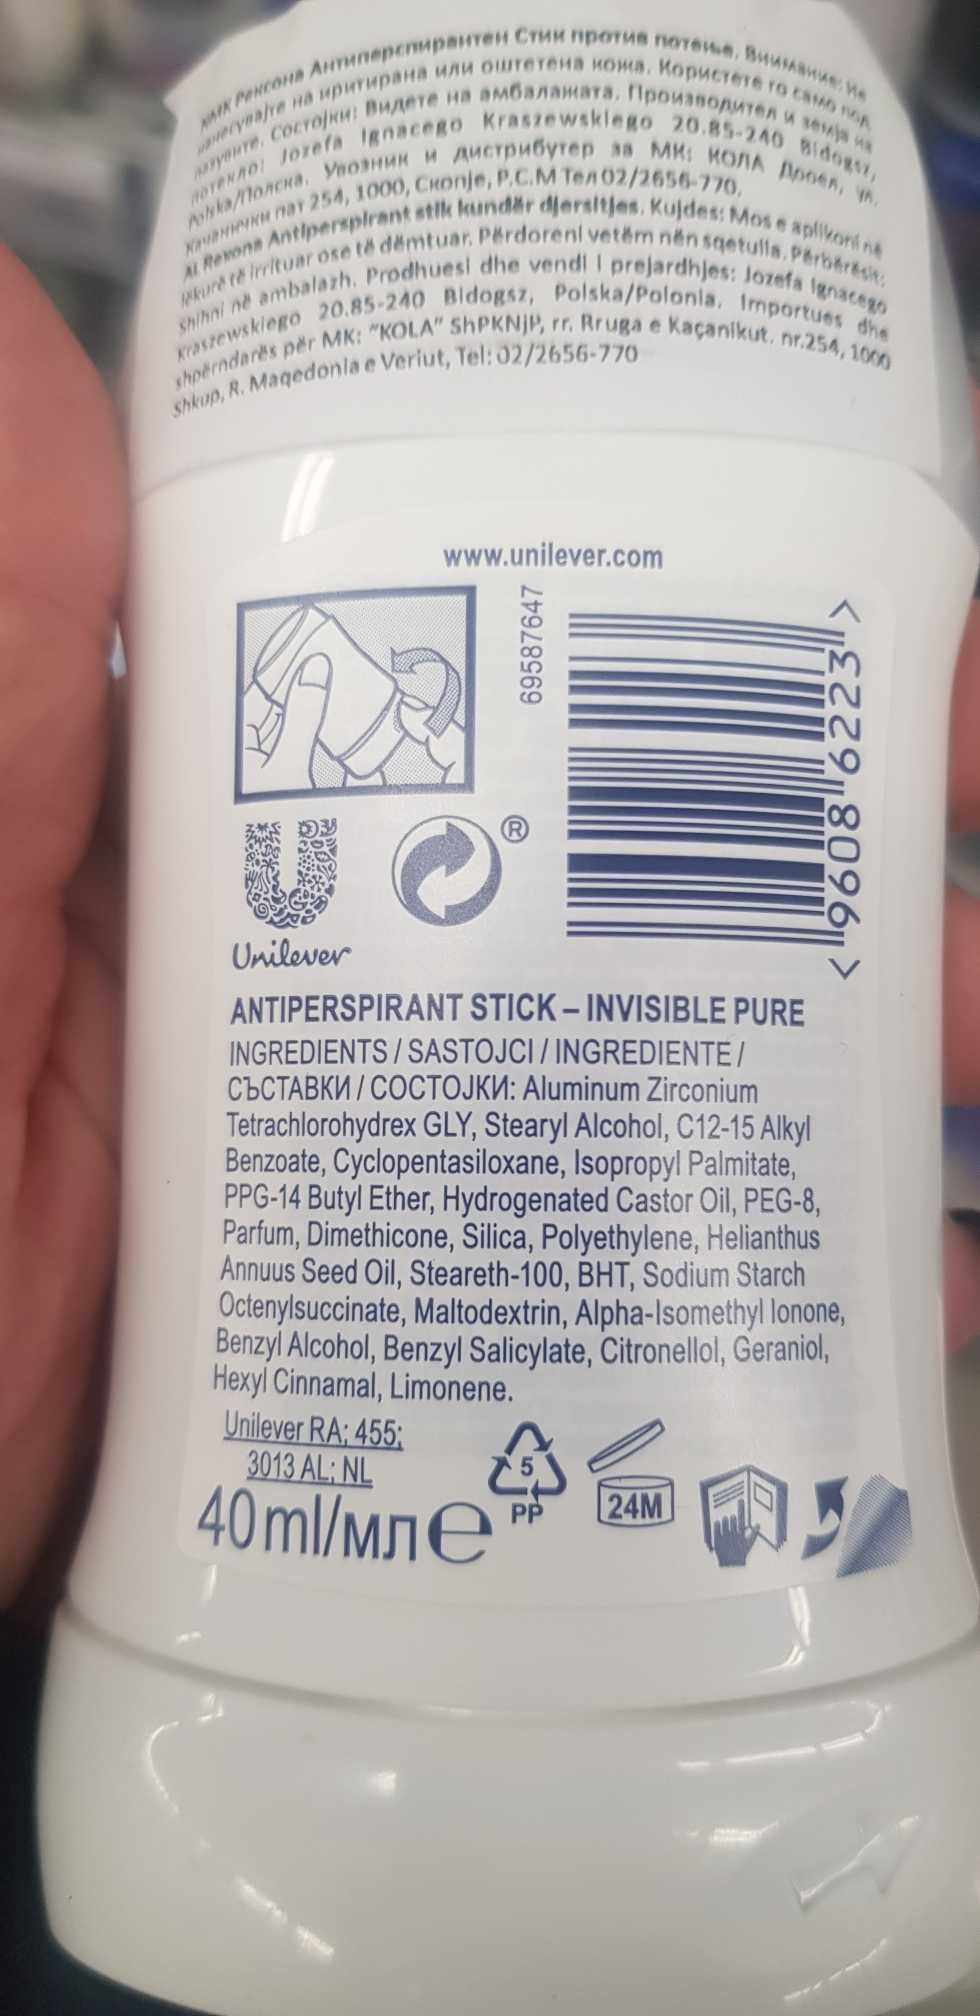 ММК Рексона Антиперспирантен Стик против потење. Внимание: Не
нанесувајте на иритирана или оштетена кожа. Користете го само под
пазувите. Состојки: Видете на амбалажата. Производител и земја на
потекло: Jozefa Ignacego Kraszewskiego 20.85-240 Bidogsz,
Polska/Полска. Увозник и дистрибутер за МК: КОЛА Дооел, ул.
Качанички пат 254, 1000, Скопје, Р.С.М Тел 02/2656-770.
AL Rexona Antiperspirant stik kundër djersitjes. Kujdes: Mos e aplikoni në
lëkurë të irrituar ose të dëmtuar. Përdoreni vetëm nën sqetulla. Përbërësit:
shihni në ambalazh. Prodhuesi dhe vendi i prejardhjes: Jozefa Ignacego
Kraszewskiego 20.85-240 Bidogsz, Polska/Polonia. Importues dhe
shpërndarës për MK: "KOLA" ShPKNjP, rr. Rruga e Kaçanikut. nr.254, 1000
Shkup, R. Maqedonia e Veriut, Tel: 02/2656-770
www.unilever.com
69587647
<9608 6223>
®
Unilever
ANTIPERSPIRANT STICK – INVISIBLE PURE
INGREDIENTS / SASTOJCI / INGREDIENTE /
СЪСТАВКИ / СОСТОЈКИ: Aluminum Zirconium
Tetrachlorohydrex GLY, Stearyl Alcohol, C12-15 Alkyl
Benzoate, Cyclopentasiloxane, Isopropyl Palmitate,
PPG-14 Butyl Ether, Hydrogenated Castor Oil, PEG-8,
Parfum, Dimethicone, Silica, Polyethylene, Helianthus
Annuus Seed Oil, Steareth-100, BHT, Sodium Starch
Octenylsuccinate, Maltodextrin, Alpha-Isomethyl Ionone,
Benzyl Alcohol, Benzyl Salicylate, Citronellol, Geraniol,
Hexyl Cinnamal, Limonene.
Unilever RA; 455;
3013 AL; NL
40ml/мл e
5
PP
24M